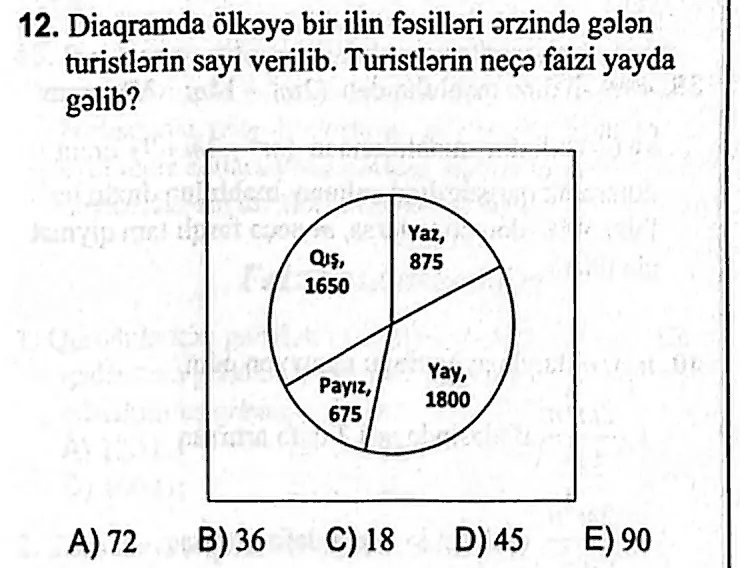 12. Diaqramda ölkəyə bir ilin fəsilləri ərzində gələn
turistlərin sayı verilib. Turistlərin neçə faizi yayda
gəlib?
Yaz,
875
Qış,
1650
Yay,
1800
Payız,
675
A) 72 B) 36 C) 18 D) 45 E) 90